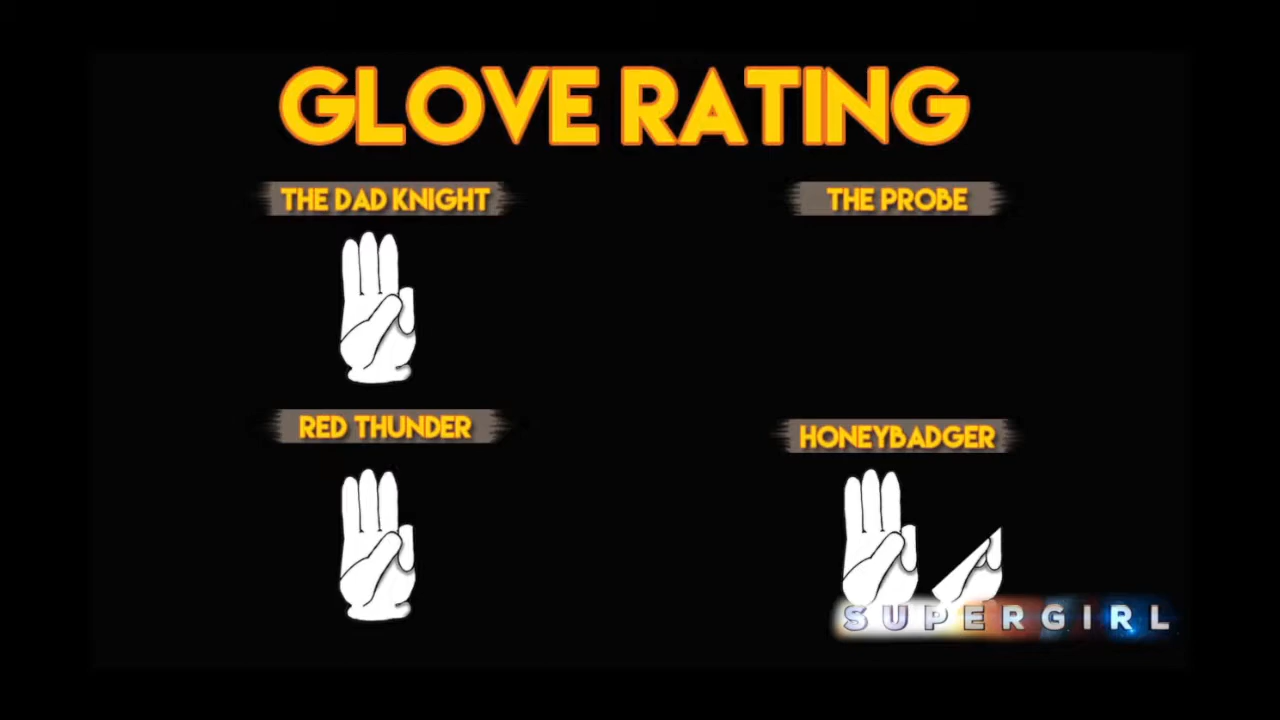 GLOVE RATING
THE DAD KNIGHT
THE PROBE
RED THUNDER
HONEYBADGER
SUPERGIRL